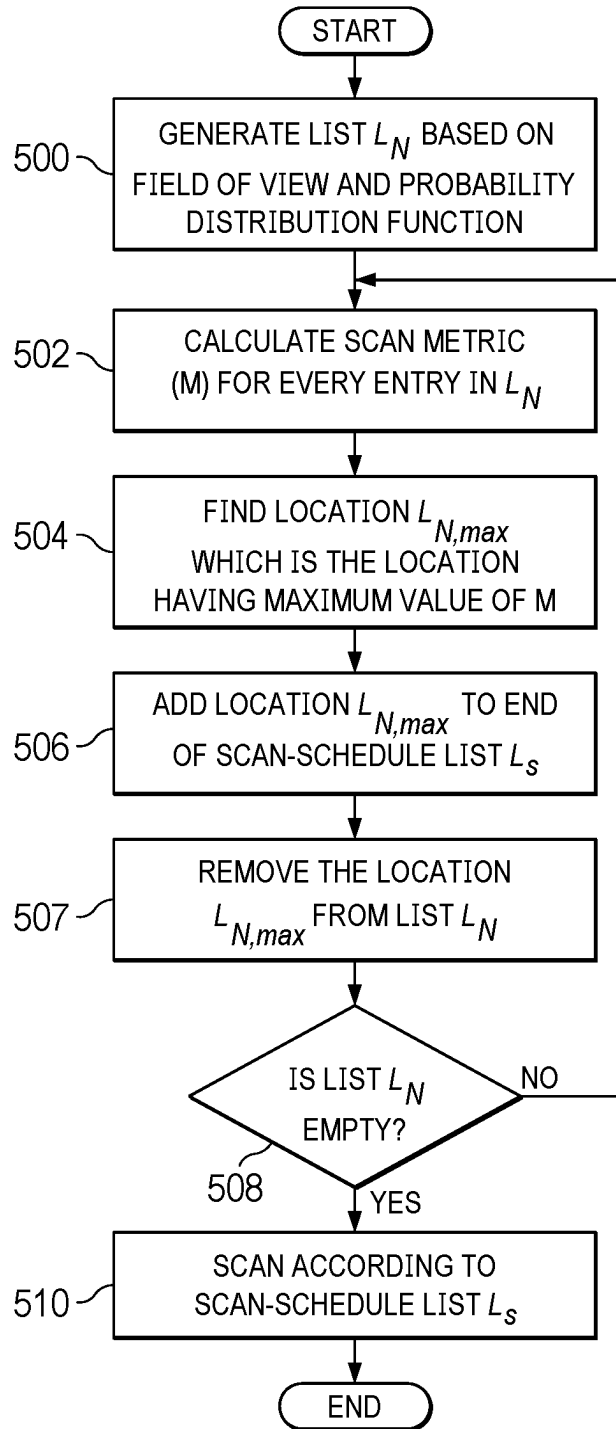 START
500
GENERATE LIST L_N BASED ON
FIELD OF VIEW AND PROBABILITY
DISTRIBUTION FUNCTION
502
CALCULATE SCAN METRIC
(M) FOR EVERY ENTRY IN L_N
504
FIND LOCATION L_N,max
WHICH IS THE LOCATION
HAVING MAXIMUM VALUE OF M
506
ADD LOCATION L_N,max TO END
OF SCAN-SCHEDULE LIST L_s
507
REMOVE THE LOCATION
L_N,max FROM LIST L_N
IS LIST L_N
EMPTY?
NO
508
YES
510
SCAN ACCORDING TO
SCAN-SCHEDULE LIST L_s
END